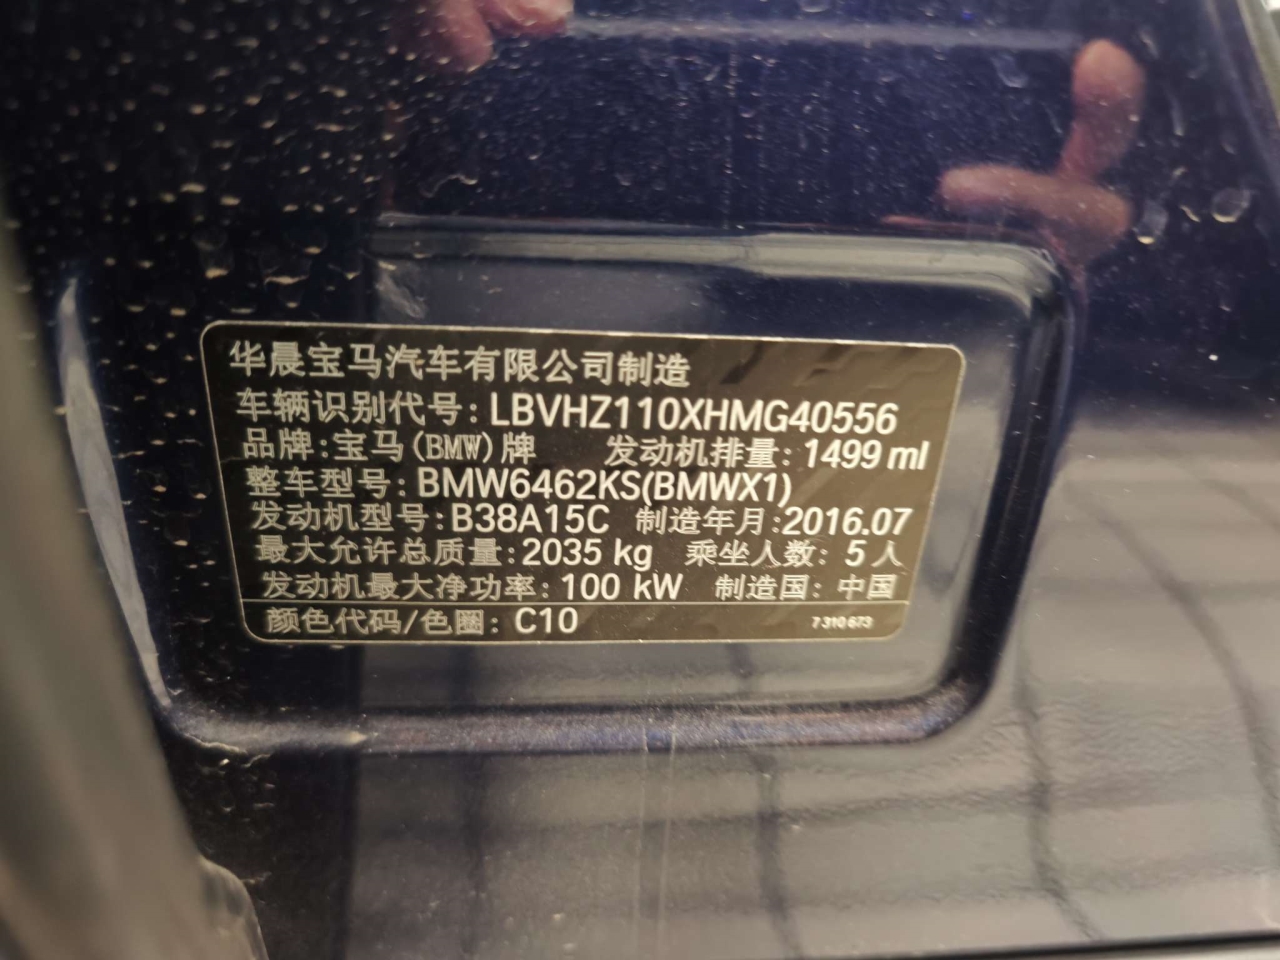 华晨宝马汽车有限公司制造
车辆识别代号: LBVHZ110XHMG40556
品牌:宝马(BMW)牌 发动机排量: 1499 ml
整车型号: BMW6462KS(BMWX1)
发动机型号:B38A15C 制造年月:2016.07
最大允许总质量:2035 kg 乘坐人数: 5人
发动机最大净功率: 100 kW 制造国: 中国
颜色代码/色圈: C10 7 310 673